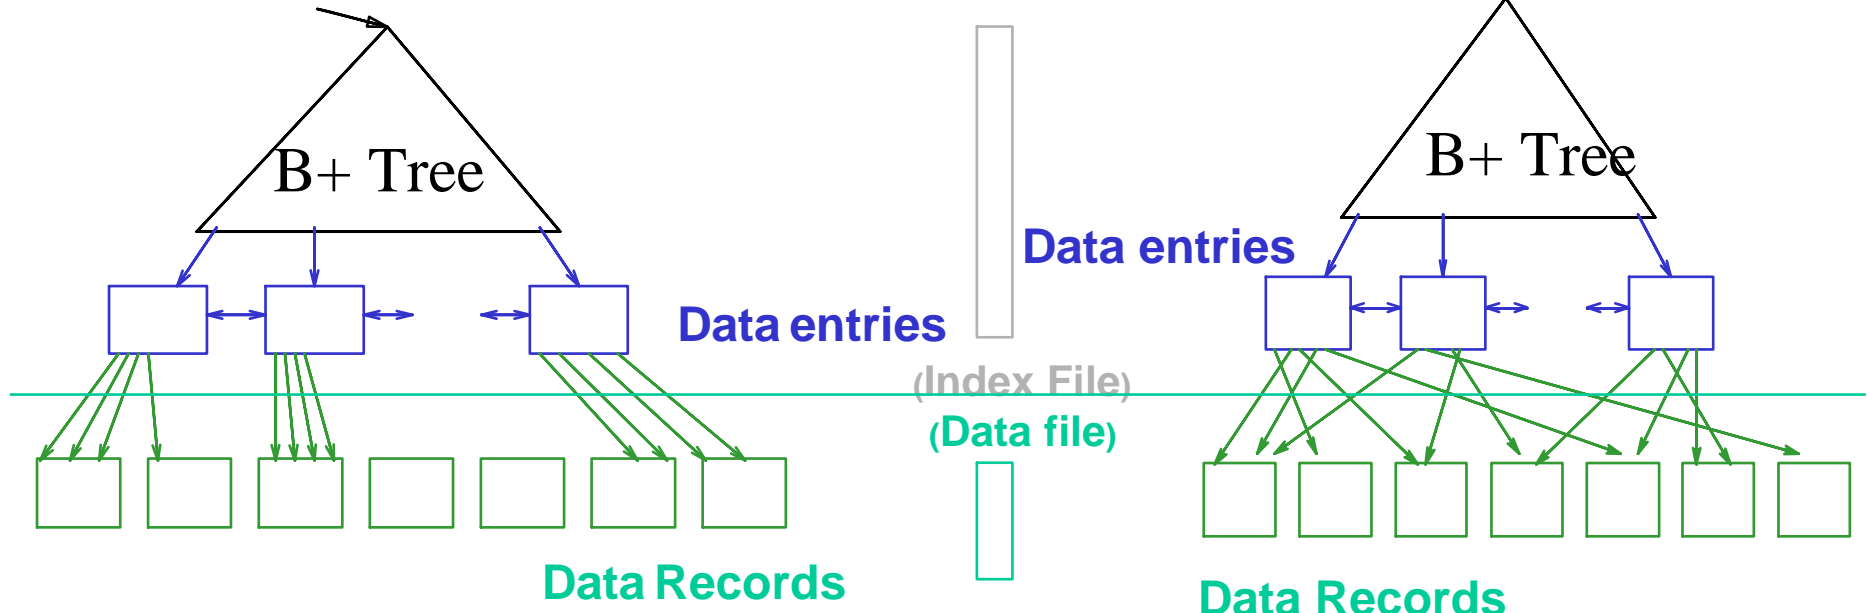 B+ Tree
B+ Tree
Data entries
Data entries
(Index File)
(Data file)
Data Records
Data Records